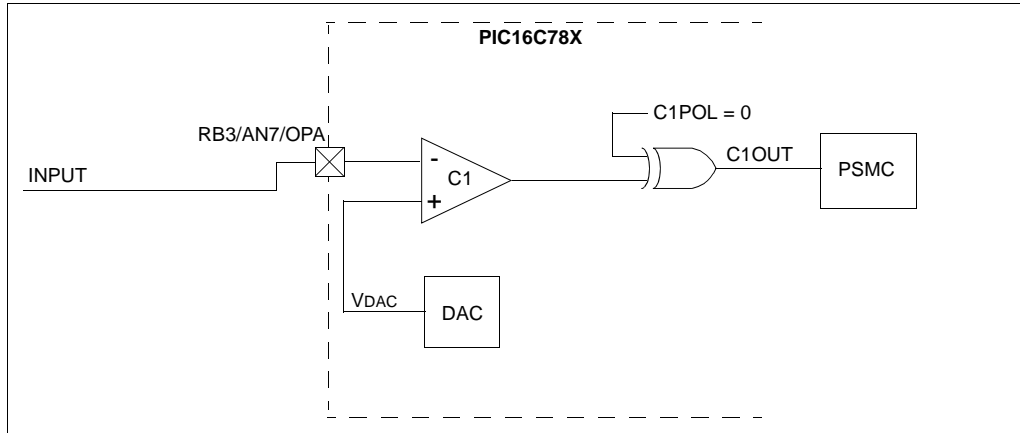 PIC16C78X
C1POL = 0
RB3/AN7/OPA
C1OUT
INPUT
-
C1
PSMC
+
VDAC
DAC